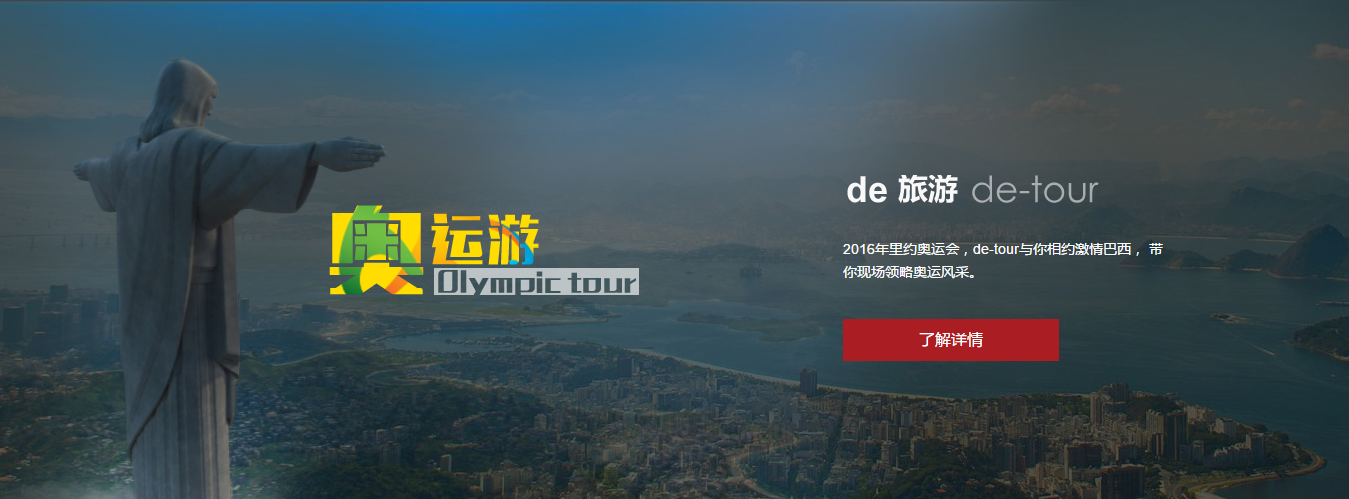 奥运游
Olympic tour
de 旅游 de-tour
2016年里约奥运会，de-tour与你相约激情巴西， 带
你现场领略奥运风采。
了解详情